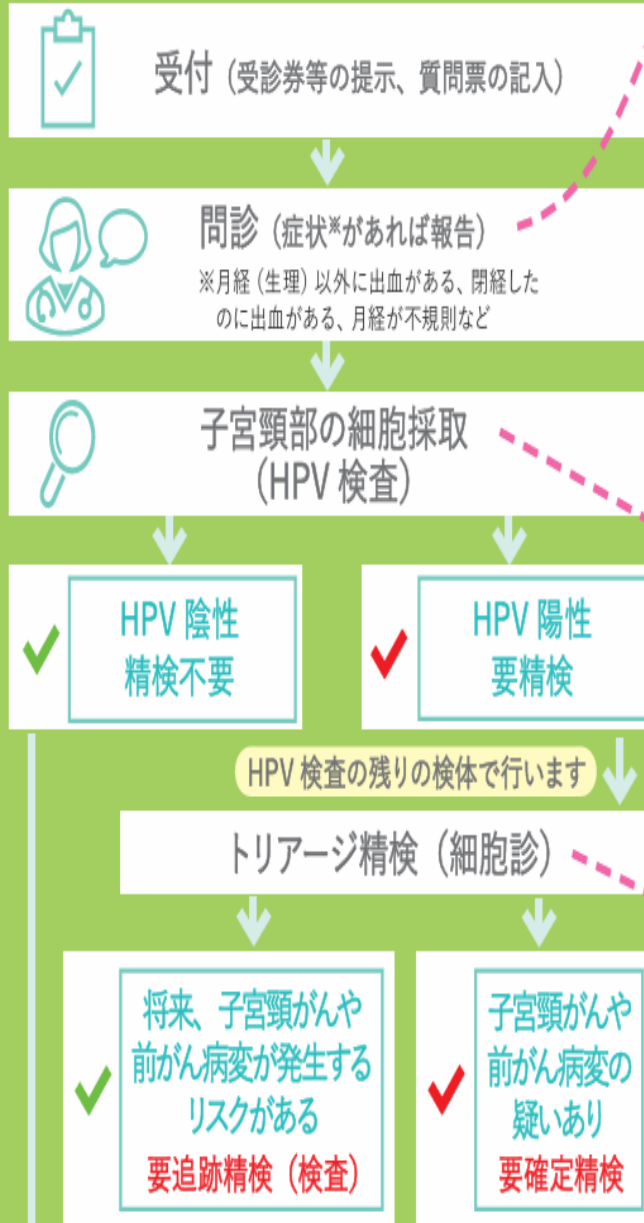 受付（受診券等の提示、質問票の記入）
問診（症状※があれば報告）
※月経（生理）以外に出血がある、閉経した
のに出血がある、月経が不規則など
子宮頸部の細胞採取
（HPV 検査）
HPV 陰性
精検不要
HPV 陽性
要精検
HPV 検査の残りの検体で行います
トリアージ精検（細胞診）
将来、子宮頸がんや
前がん病変が発生する
リスクがある
要追跡精検（検査）
子宮頸がんや
前がん病変の
疑いあり
要確定精検